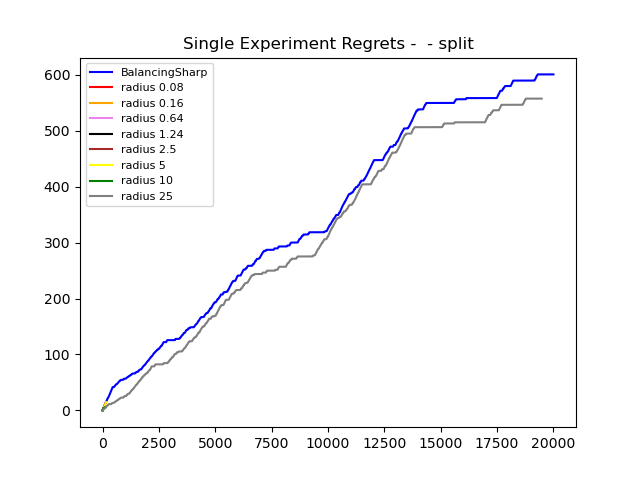 Single Experiment Regrets -  - split
600
500
400
300
200
100
0
BalancingSharp
radius 0.08
radius 0.16
radius 0.64
radius 1.24
radius 2.5
radius 5
radius 10
radius 25
0 2500 5000 7500 10000 12500 15000 17500 20000